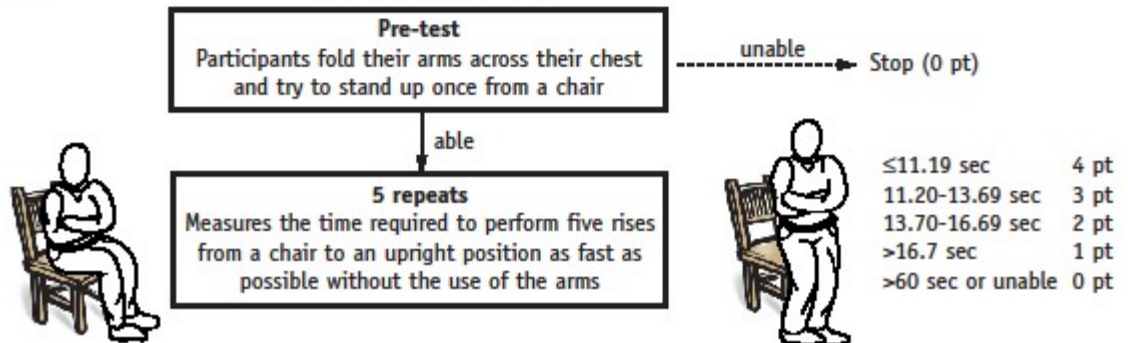 Pre-test
Participants fold their arms across their chest
and try to stand up once from a chair
unable
Stop (0 pt)
able
5 repeats
Measures the time required to perform five rises
from a chair to an upright position as fast as
possible without the use of the arms
≤11.19 sec 4 pt
11.20-13.69 sec 3 pt
13.70-16.69 sec 2 pt
>16.7 sec 1 pt
>60 sec or unable 0 pt